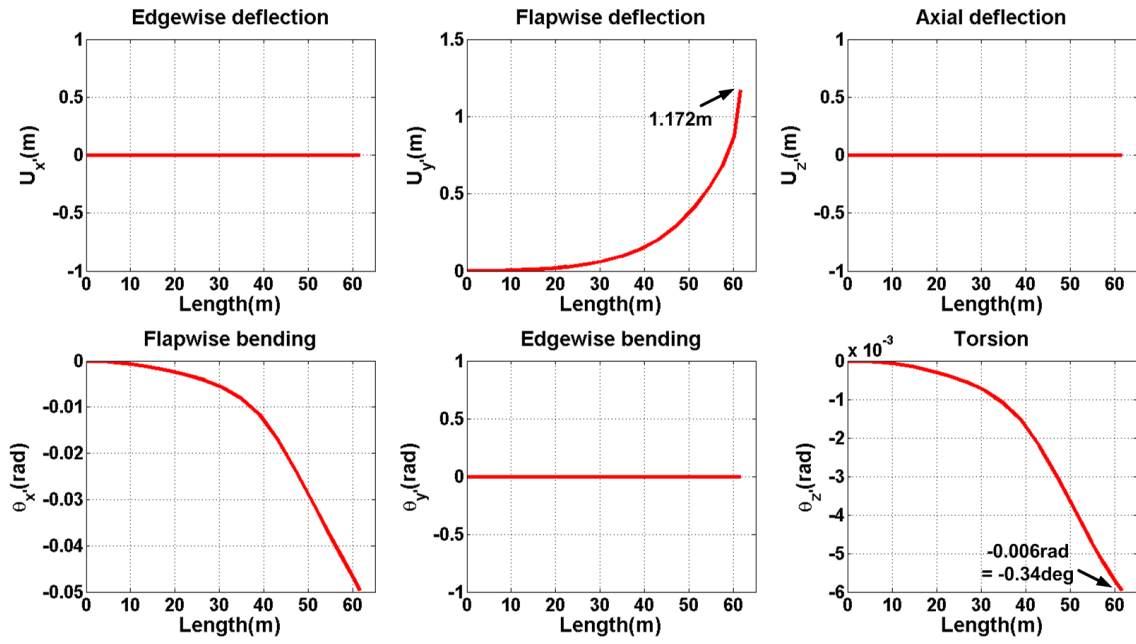 Edgewise deflection
1
0.5
0
-0.5
-1
U_x'(m)
0 10 20 30 40 50 60
Length(m)
Flapwise deflection
1.5
1
0.5
0
U_y'(m)
1.172m
0 10 20 30 40 50 60
Length(m)
Axial deflection
1
0.5
0
-0.5
-1
U_z'(m)
0 10 20 30 40 50 60
Length(m)
Flapwise bending
0
-0.01
-0.02
-0.03
-0.04
-0.05
θ_x'(rad)
0 10 20 30 40 50 60
Length(m)
Edgewise bending
1
0.5
0
-0.5
-1
θ_y'(rad)
0 10 20 30 40 50 60
Length(m)
Torsion
x 10^-3
0
-1
-2
-3
-4
-5
-6
θ_z'(rad)
-0.006rad
= -0.34deg
0 10 20 30 40 50 60
Length(m)